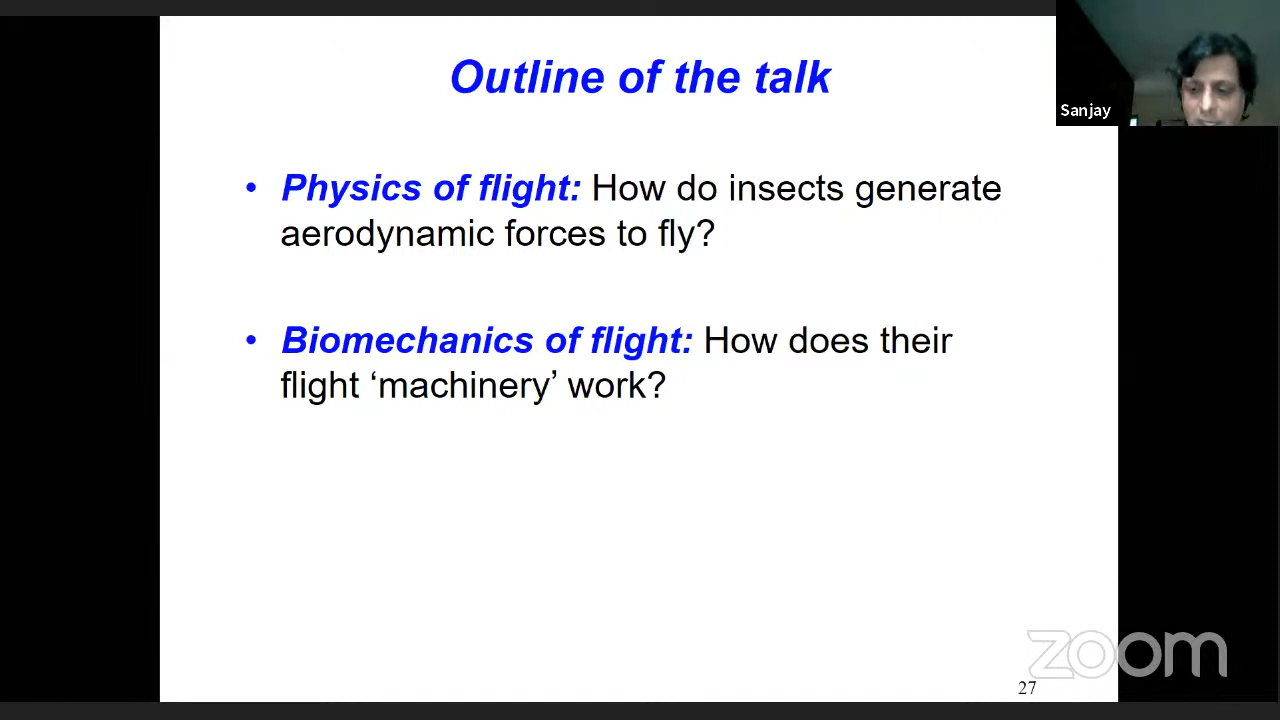 Outline of the talk
Sanjay
• Physics of flight: How do insects generate
aerodynamic forces to fly?
• Biomechanics of flight: How does their
flight ‘machinery’ work?
zoom
27